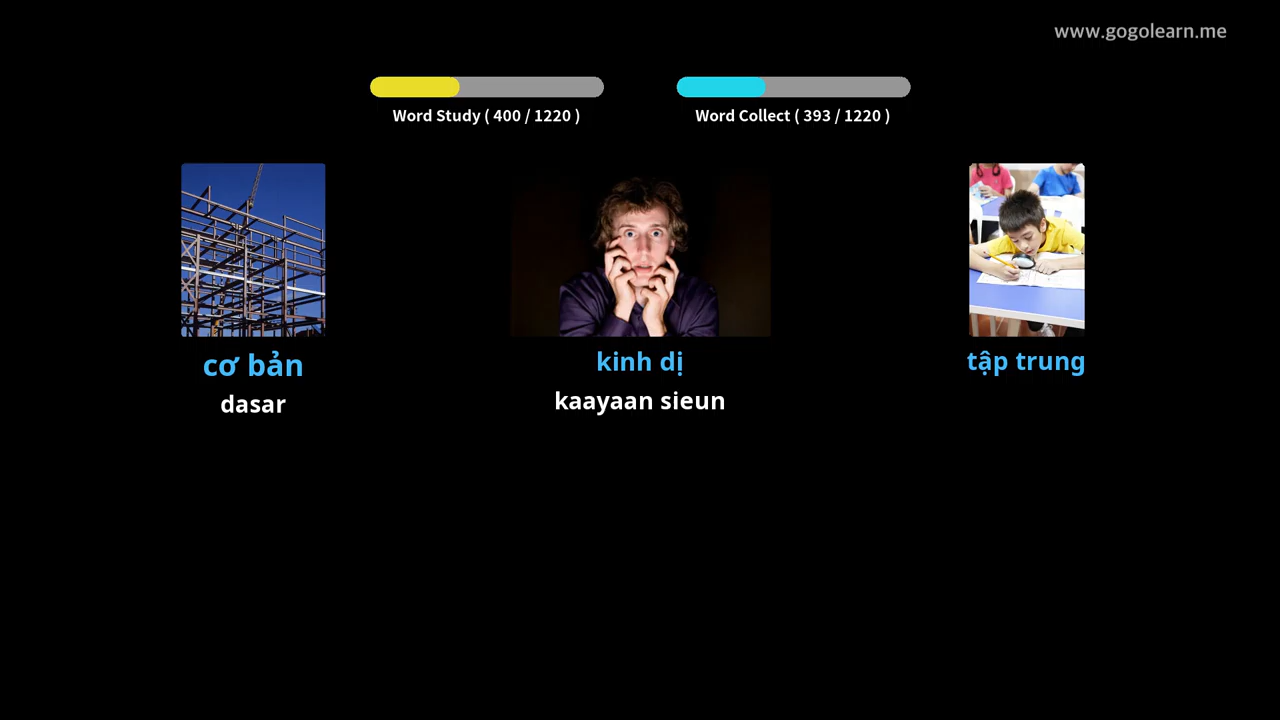 www.gogolearn.me
Word Study ( 400 / 1220 )
Word Collect ( 393 / 1220 )
cơ bản
dasar
kinh dị
kaayaan sieun
tập trung